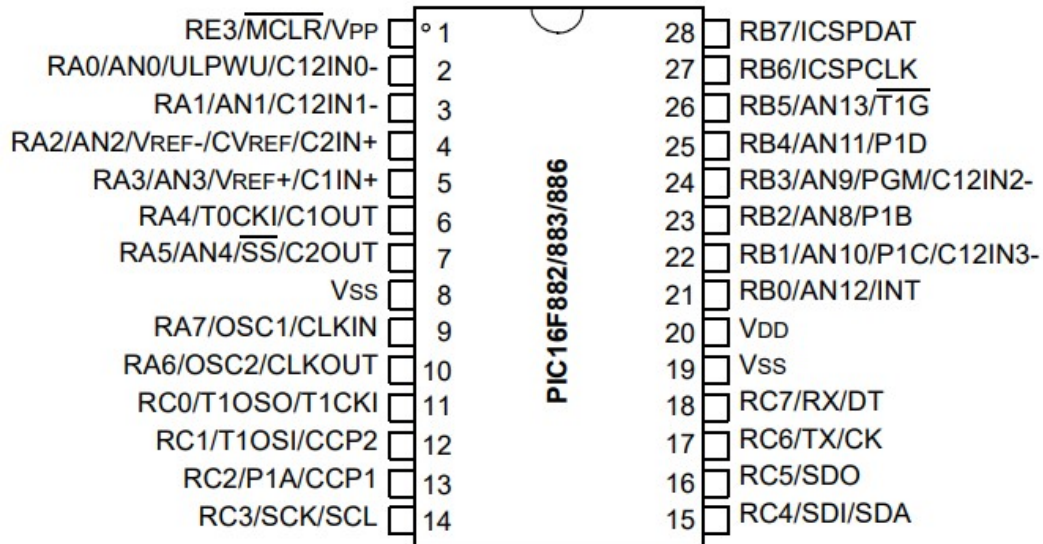 RE3/MCLR/VPP 1
RA0/AN0/ULPWU/C12IN0- 2
RA1/AN1/C12IN1- 3
RA2/AN2/VREF-/CVREF/C2IN+ 4
RA3/AN3/VREF+/C1IN+ 5
RA4/T0CKI/C1OUT 6
RA5/AN4/SS/C2OUT 7
VSS 8
RA7/OSC1/CLKIN 9
RA6/OSC2/CLKOUT 10
RC0/T1OSO/T1CKI 11
RC1/T1OSI/CCP2 12
RC2/P1A/CCP1 13
RC3/SCK/SCL 14
PIC16F882/883/886
28 RB7/ICSPDAT
27 RB6/ICSPCLK
26 RB5/AN13/T1G
25 RB4/AN11/P1D
24 RB3/AN9/PGM/C12IN2-
23 RB2/AN8/P1B
22 RB1/AN10/P1C/C12IN3-
21 RB0/AN12/INT
20 VDD
19 VSS
18 RC7/RX/DT
17 RC6/TX/CK
16 RC5/SDO
15 RC4/SDI/SDA